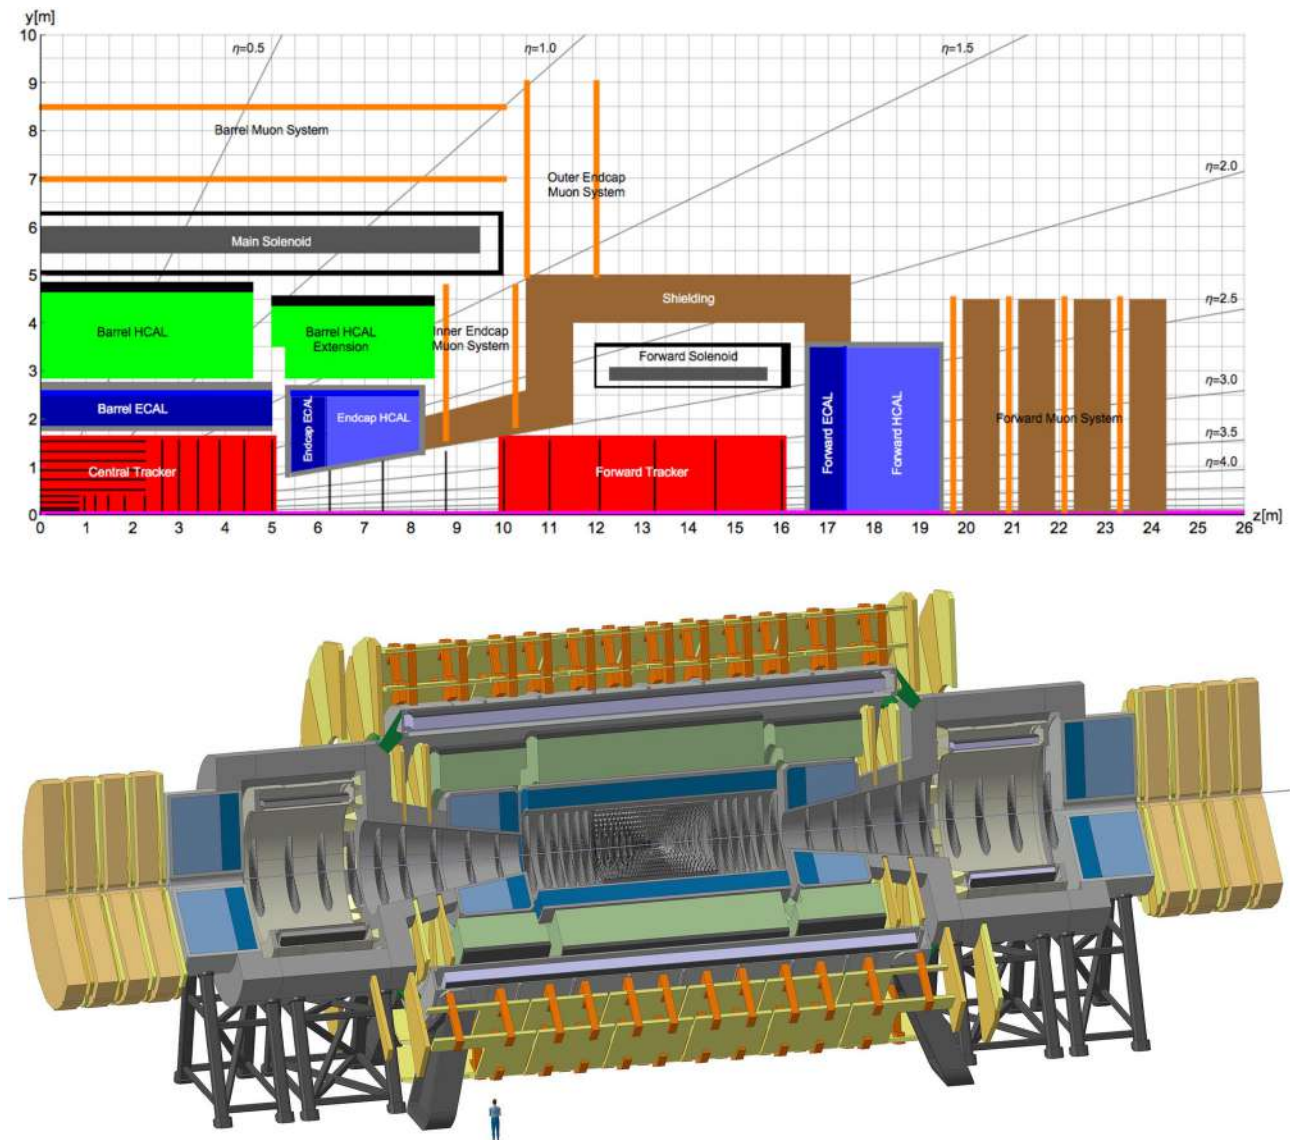 y[m]
10
η=0.5
η=1.0
η=1.5
9
8
Barrel Muon System
7
Outer Endcap
Muon System
η=2.0
6
Main Solenoid
5
Shielding
η=2.5
4
Barrel HCAL
Barrel HCAL
Extension
Inner Endcap
Muon System
Forward Solenoid
3
η=3.0
2
Barrel ECAL
Endcap ECAL
Endcap HCAL
Forward ECAL
Forward HCAL
Forward Muon System
η=3.5
1
Central Tracker
Forward Tracker
η=4.0
0
0 1 2 3 4 5 6 7 8 9 10 11 12 13 14 15 16 17 18 19 20 21 22 23 24 25 26
z[m]